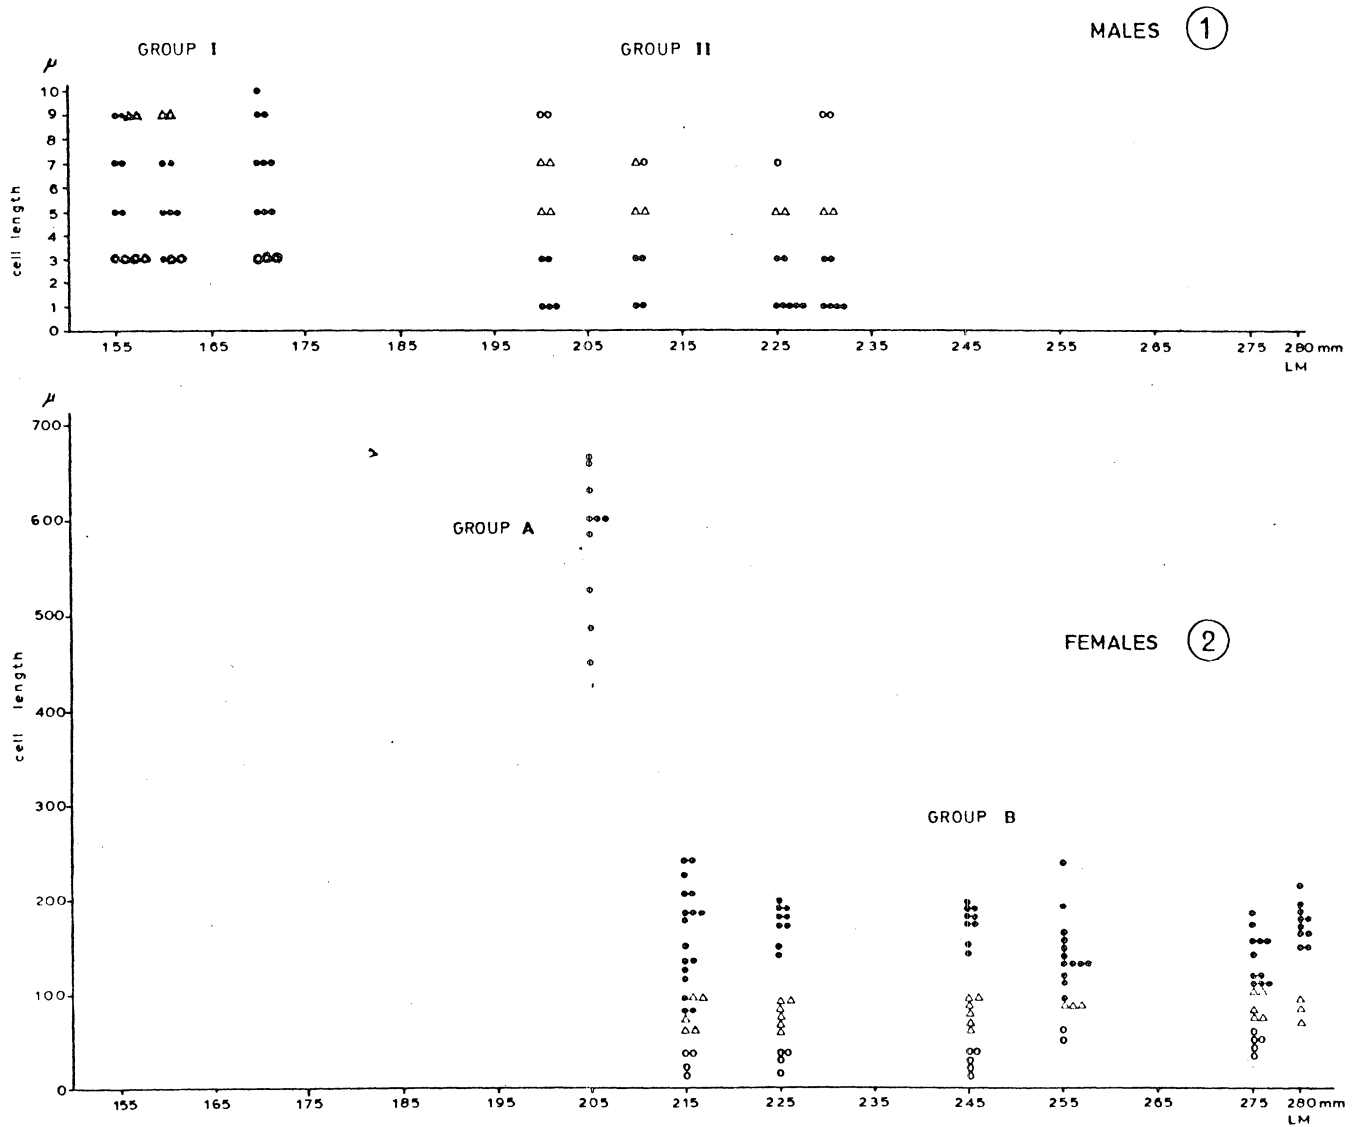 MALES 1
GROUP I
GROUP II
μ
10
9
8
7
6
5
4
3
2
1
0
cell length
155 165 175 185 195 205 215 225 245 255 265 275 280 mm
LM
μ
700
600
500
400
300
200
100
0
cell length
GROUP A
FEMALES 2
GROUP B
155 165 175 185 195 205 215 225 235 245 255 265 275 280 mm
LM